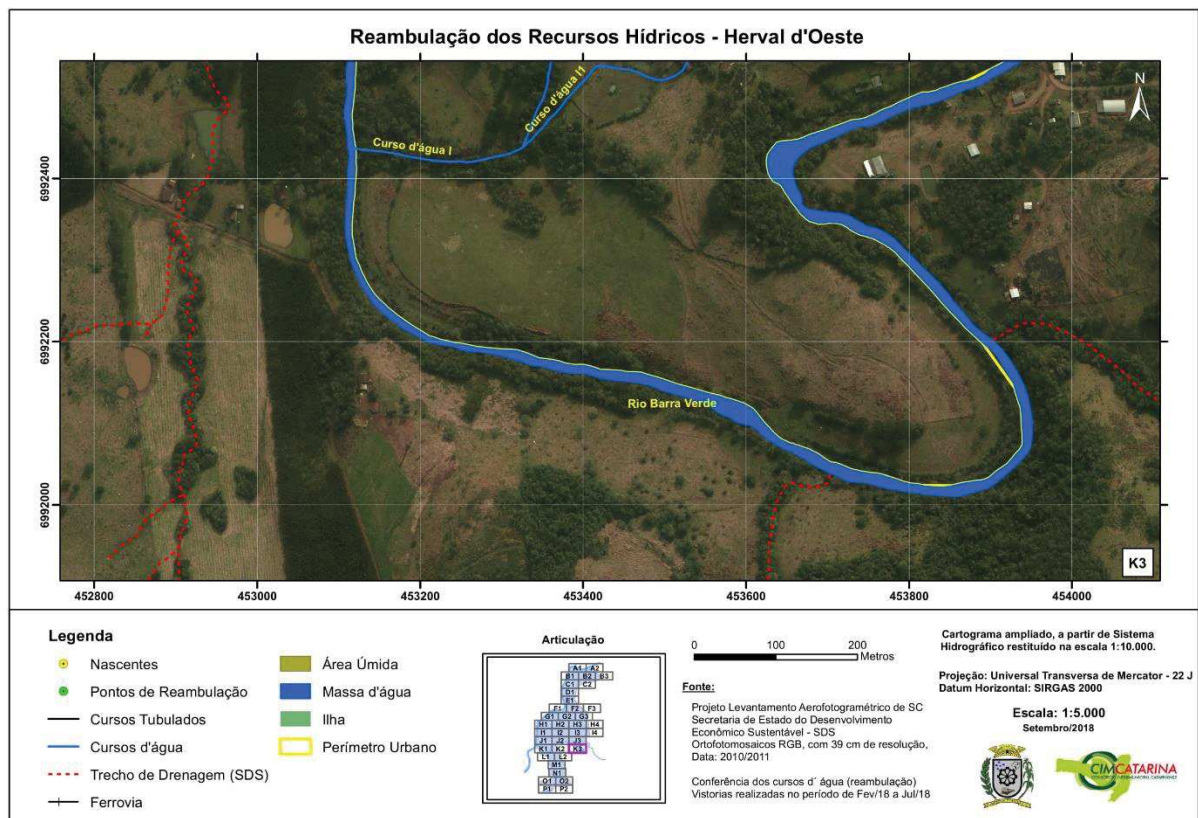 Reambulação dos Recursos Hídricos - Herval d'Oeste
N
Curso d'água I1
Curso d'água I
Rio Barra Verde
6992400
6992200
6992000
K3
452800 453000 453200 453400 453600 453800 454000
Legenda
Nascentes
Pontos de Reambulação
Cursos Tubulados
Cursos d'água
Trecho de Drenagem (SDS)
Ferrovia
Área Úmida
Massa d'água
Ilha
Perímetro Urbano
Articulação
A1 A2
B1 B2 B3
C1 C2
D1
E1
F1 F2 F3
G1 G2 G3
H1 H2 H3 H4
I1 I2 I3 I4
J1 J2 J3
K1 K2 K3
L1 L2
M1
N1
O1 O2
P1 P2
0 100 200
Metros
Fonte:
Projeto Levantamento Aerofotogramétrico de SC
Secretaria de Estado do Desenvolvimento
Econômico Sustentável - SDS
Ortofotomosaicos RGB, com 39 cm de resolução,
Data: 2010/2011
Conferência dos cursos d´ água (reambulação)
Vistorias realizadas no período de Fev/18 a Jul/18
Cartograma ampliado, a partir de Sistema
Hidrográfico restituído na escala 1:10.000.
Projeção: Universal Transversa de Mercator - 22 J
Datum Horizontal: SIRGAS 2000
Escala: 1:5.000
Setembro/2018
CIMCATARINA